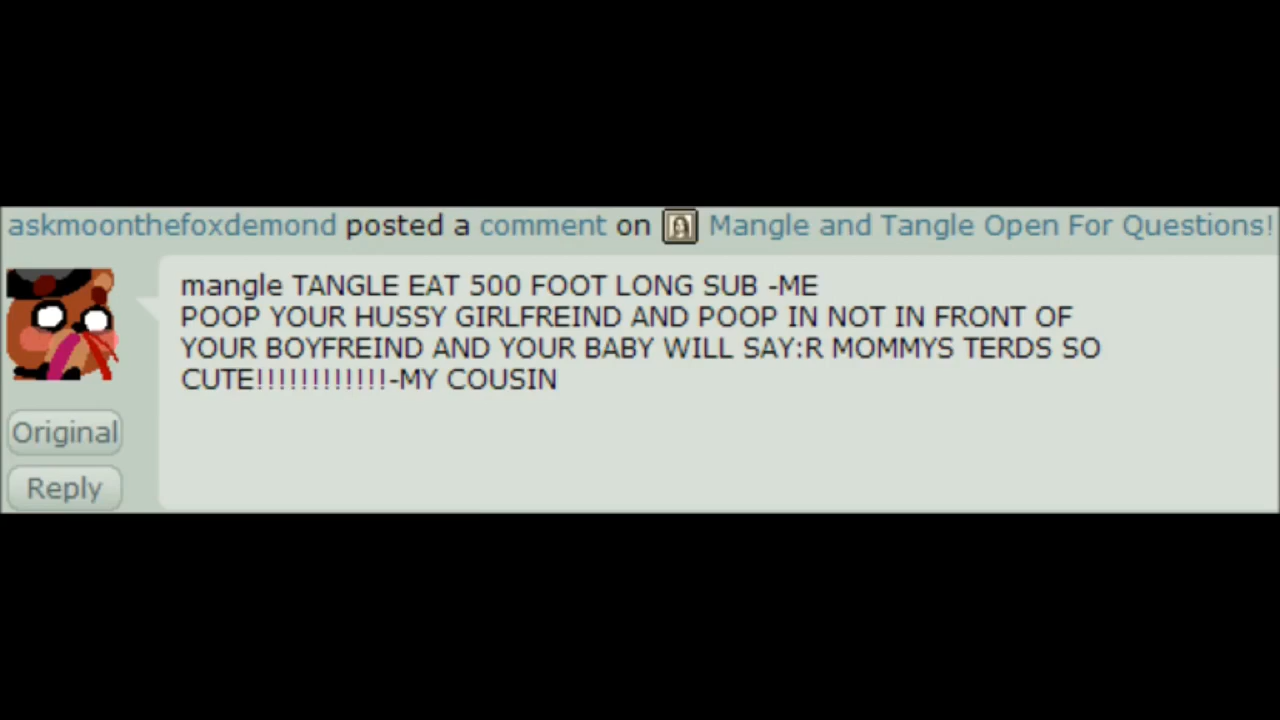 askmoonthefoxdemond posted a comment on Mangle and Tangle Open For Questions!
mangle TANGLE EAT 500 FOOT LONG SUB -ME
POOP YOUR HUSSY GIRLFREIND AND POOP IN NOT IN FRONT OF
YOUR BOYFREIND AND YOUR BABY WILL SAY:R MOMMYS TERDS SO
CUTE!!!!!!!!!!!!-MY COUSIN
Original
Reply